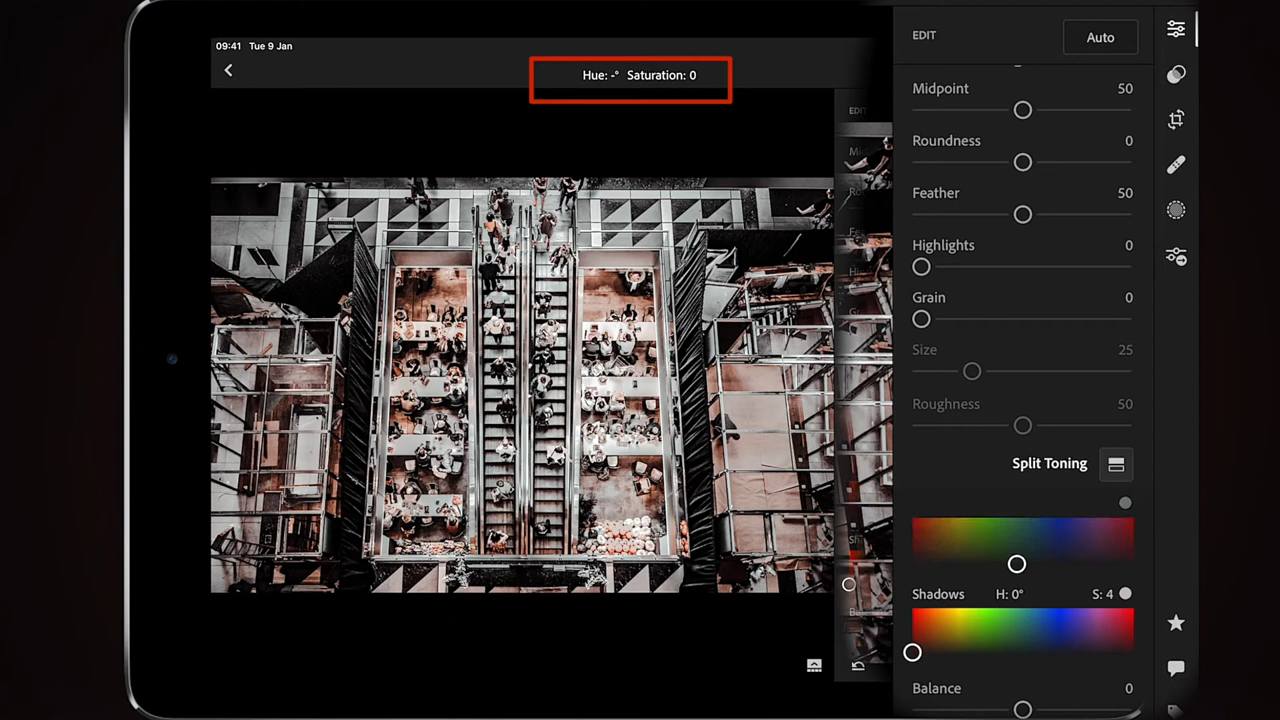 09:41 Tue 9 Jan
Hue: -° Saturation: 0
EDIT
Auto
Midpoint 50
Roundness 0
Feather 50
Highlights 0
Grain 0
Size 25
Roughness 50
Split Toning
Shadows H: 0° S: 4
Balance 0
EDIT